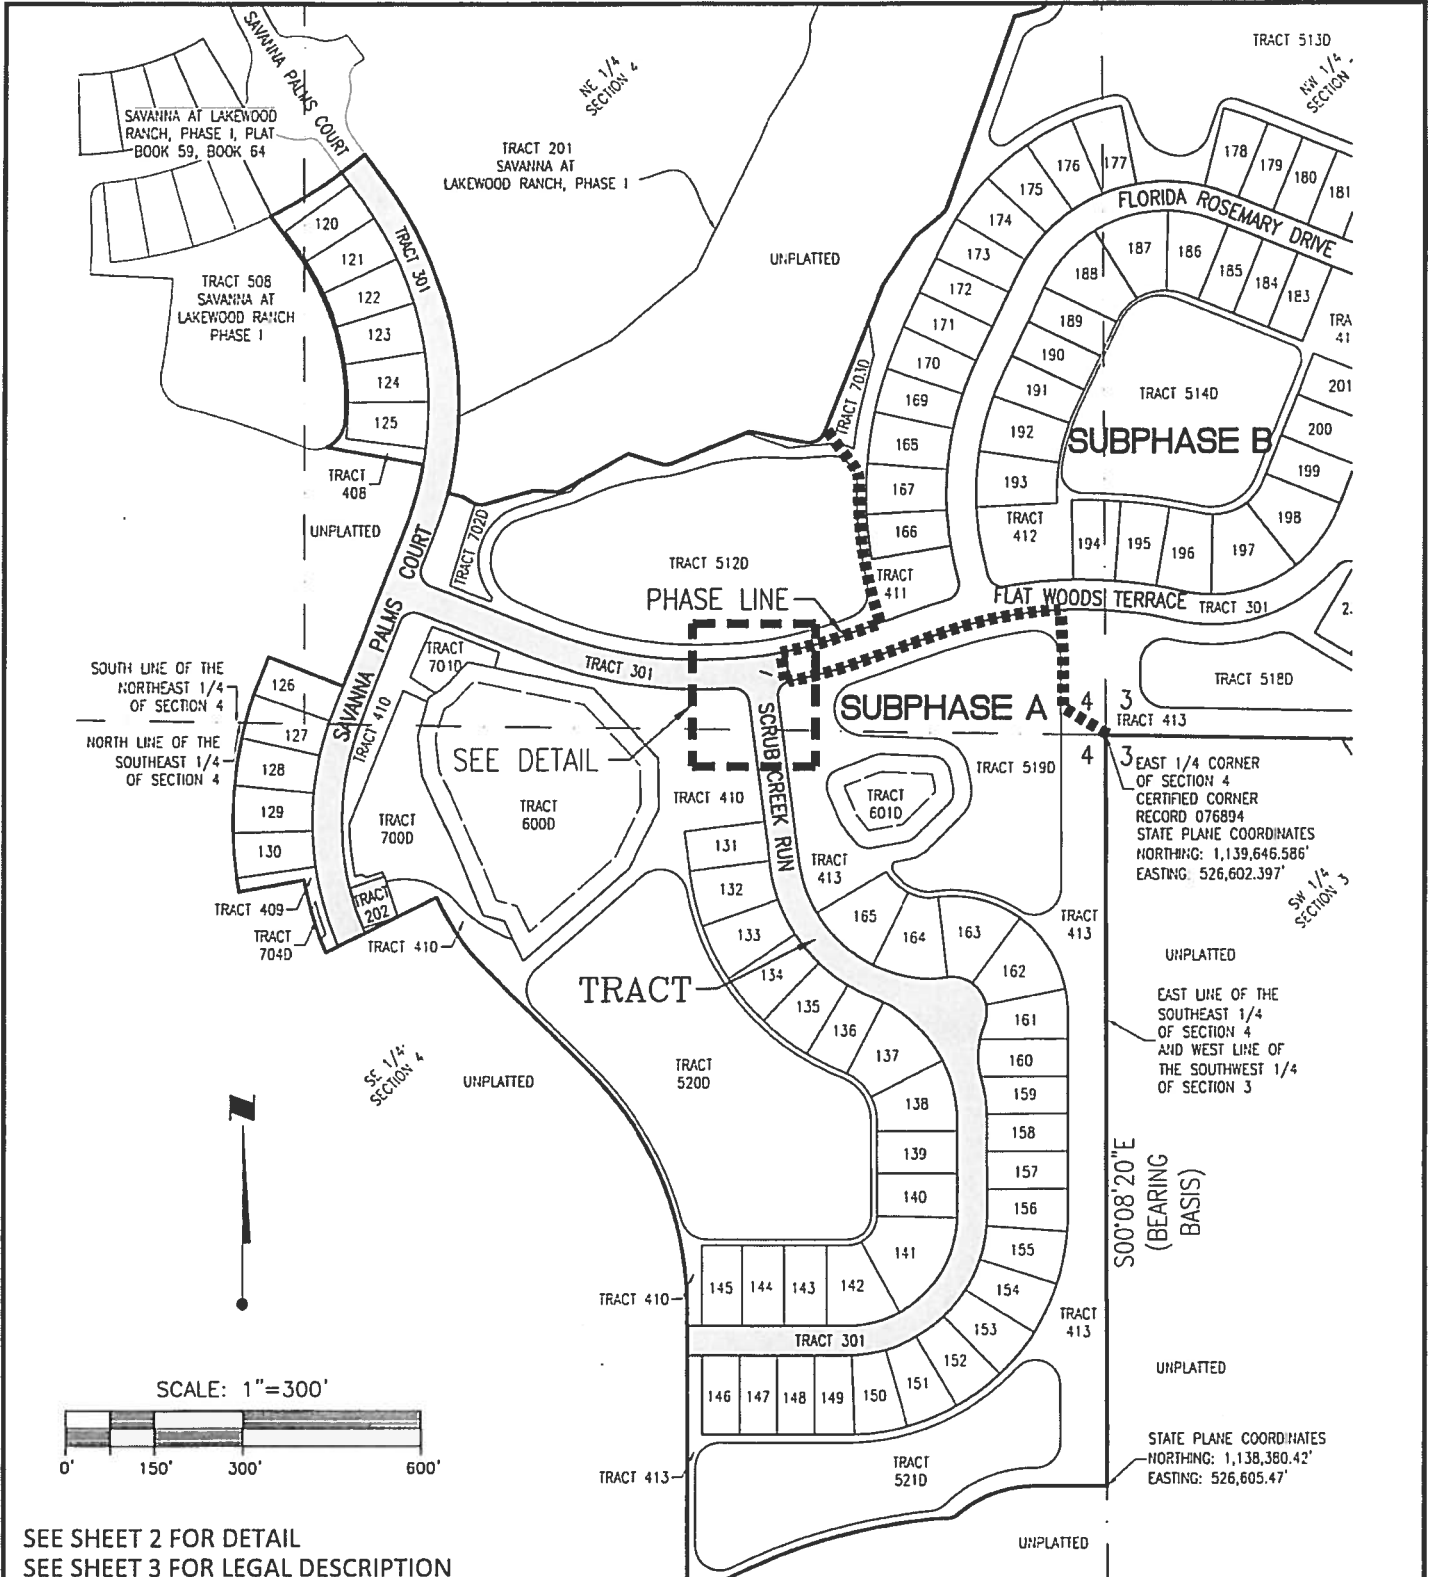 SAVANNA PALMS COURT
SAVANNA AT LAKEWOOD
RANCH, PHASE I, PLAT
BOOK 59, BOOK 64
NE 1/4
SECTION 4
TRACT 201
SAVANNA AT
LAKEWOOD RANCH, PHASE I
UNPLATTED
TRACT 513D
NW 1/4
SECTION
120
121
122
123
124
125
TRACT 301
TRACT 508
SAVANNA AT
LAKEWOOD RANCH
PHASE I
TRACT
408
UNPLATTED
178
179
180
181
177
176
175
174
173
172
171
170
169
165
167
166
FLORIDA ROSEMARY DRIVE
188
187
186
185
184
183
189
190
191
192
193
TRA
41
201
200
199
198
197
196
195
194
TRACT 514D
SUBPHASE B
TRACT 703D
TRACT
412
TRACT
411
TRACT 702D
TRACT 512D
PHASE LINE
FLAT WOODS TERRACE
TRACT 301
2.
SAVANNA PALMS COURT
TRACT
701D
TRACT 301
TRACT 518D
SUBPHASE A
4
3
TRACT 413
4
3
SOUTH LINE OF THE
NORTHEAST 1/4
OF SECTION 4
NORTH LINE OF THE
SOUTHEAST 1/4
OF SECTION 4
126
127
128
129
130
TRACT 410
SEE DETAIL
TRACT
600D
TRACT
700D
TRACT 410
SCRUB CREEK RUN
TRACT 519D
TRACT
601D
EAST 1/4 CORNER
OF SECTION 4
CERTIFIED CORNER
RECORD 076894
STATE PLANE COORDINATES
NORTHING: 1,139,646.586'
EASTING: 526,602.397'
SW 1/4
SECTION 3
TRACT 409
TRACT
704D
TRACT
202
TRACT 410
131
132
133
134
135
136
137
138
139
140
141
142
143
144
145
TRACT
413
165
164
163
162
161
160
159
158
157
156
155
154
153
152
151
150
149
148
147
146
TRACT
413
UNPLATTED
TRACT
EAST LINE OF THE
SOUTHEAST 1/4
OF SECTION 4
AND WEST LINE OF
THE SOUTHWEST 1/4
OF SECTION 3
SE 1/4
SECTION 4
UNPLATTED
TRACT
520D
N
S00°08'20"E
(BEARING
BASIS)
TRACT 410
TRACT 301
TRACT
413
UNPLATTED
SCALE: 1"=300'
0'
150'
300'
600'
TRACT 413
TRACT
521D
STATE PLANE COORDINATES
NORTHING: 1,138,380.42'
EASTING: 526,605.47'
UNPLATTED
SEE SHEET 2 FOR DETAIL
SEE SHEET 3 FOR LEGAL DESCRIPTION